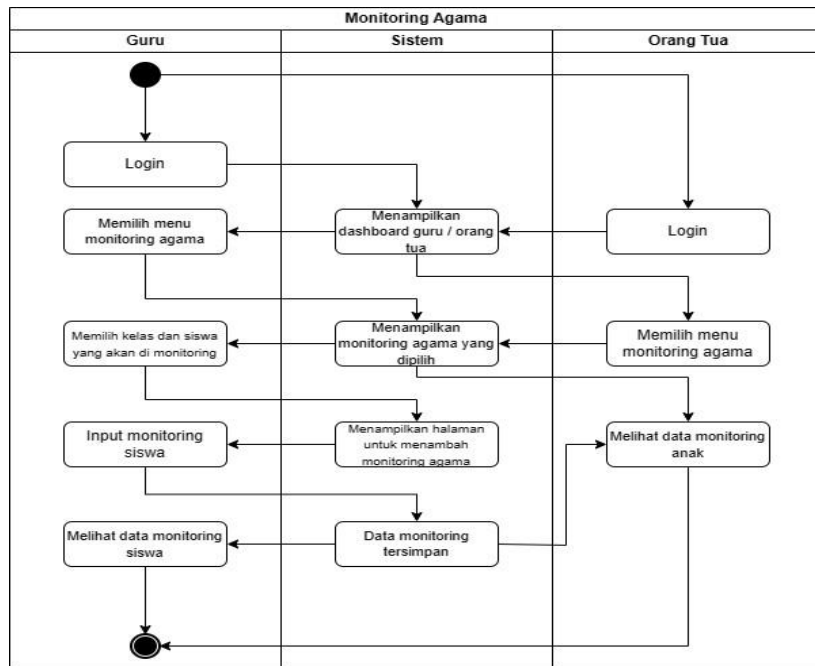 Monitoring Agama
Guru
Sistem
Orang Tua
Login
Memilih menu
monitoring agama
Menampilkan
dashboard guru / orang
tua
Login
Memilih kelas dan siswa
yang akan di monitoring
Menampilkan
monitoring agama yang
dipilih
Memilih menu
monitoring agama
Input monitoring
siswa
Menampilkan halaman
untuk menambah
monitoring agama
Melihat data monitoring
anak
Melihat data monitoring
siswa
Data monitoring
tersimpan